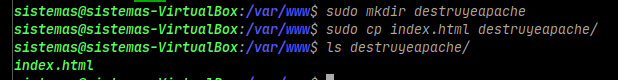 sistemas@sistemas-VirtualBox:/var/www$ sudo mkdir destruyeapache
sistemas@sistemas-VirtualBox:/var/www$ sudo cp index.html destruyeapache/
sistemas@sistemas-VirtualBox:/var/www$ ls destruyeapache/
index.html